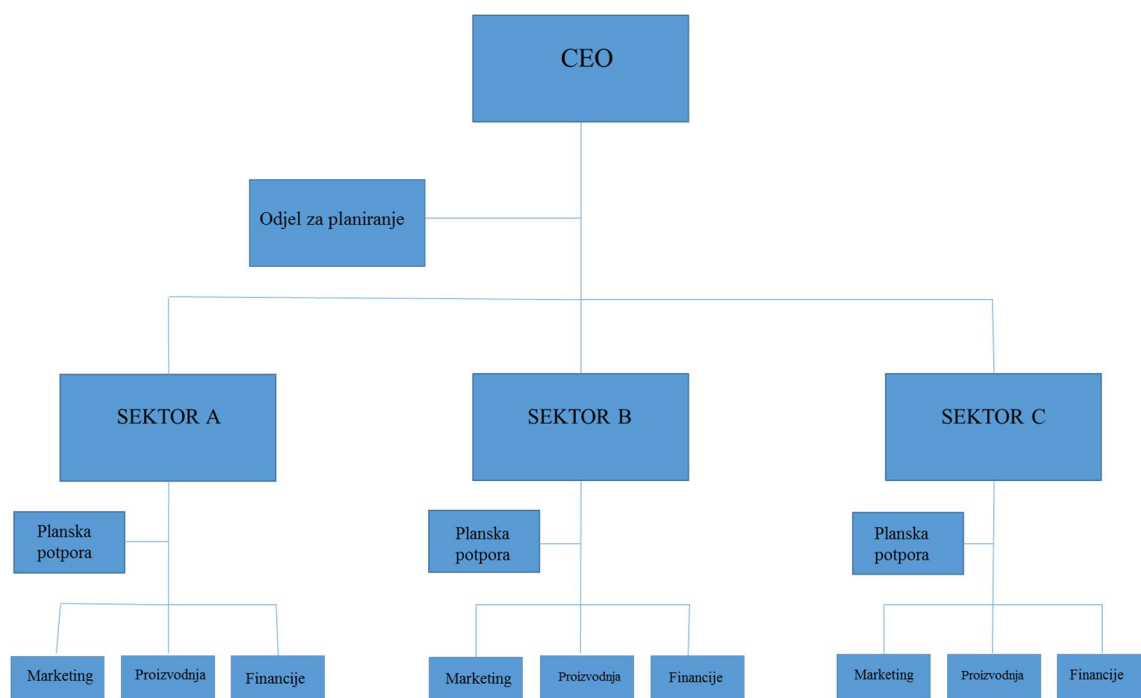 CEO
Odjel za planiranje
SEKTOR A
SEKTOR B
SEKTOR C
Planska
potpora
Planska
potpora
Planska
potpora
Marketing
Proizvodnja
Financije
Marketing
Proizvodnja
Financije
Marketing
Proizvodnja
Financije